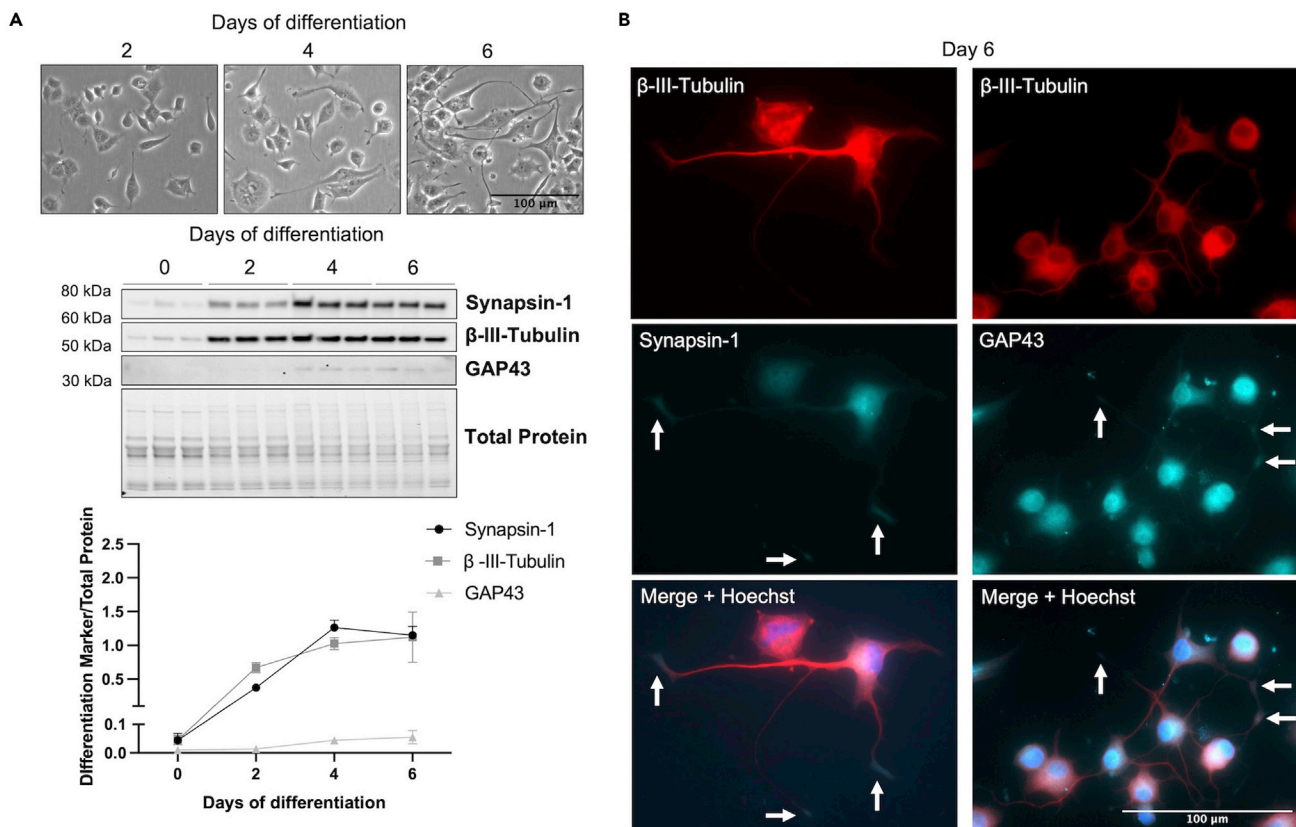 A
Days of differentiation
2 4 6
100 µm
Days of differentiation
0 2 4 6
80 kDa
Synapsin-1
60 kDa
β-III-Tubulin
50 kDa
GAP43
30 kDa
Total Protein
Synapsin-1
β -III-Tubulin
GAP43
Differentiation Marker/Total Protein
2.5
2.0
1.5
1.0
0.5
0.1
0.0
0 2 4 6
Days of differentiation
B
Day 6
β-III-Tubulin β-III-Tubulin
Synapsin-1 GAP43
Merge + Hoechst Merge + Hoechst
100 µm